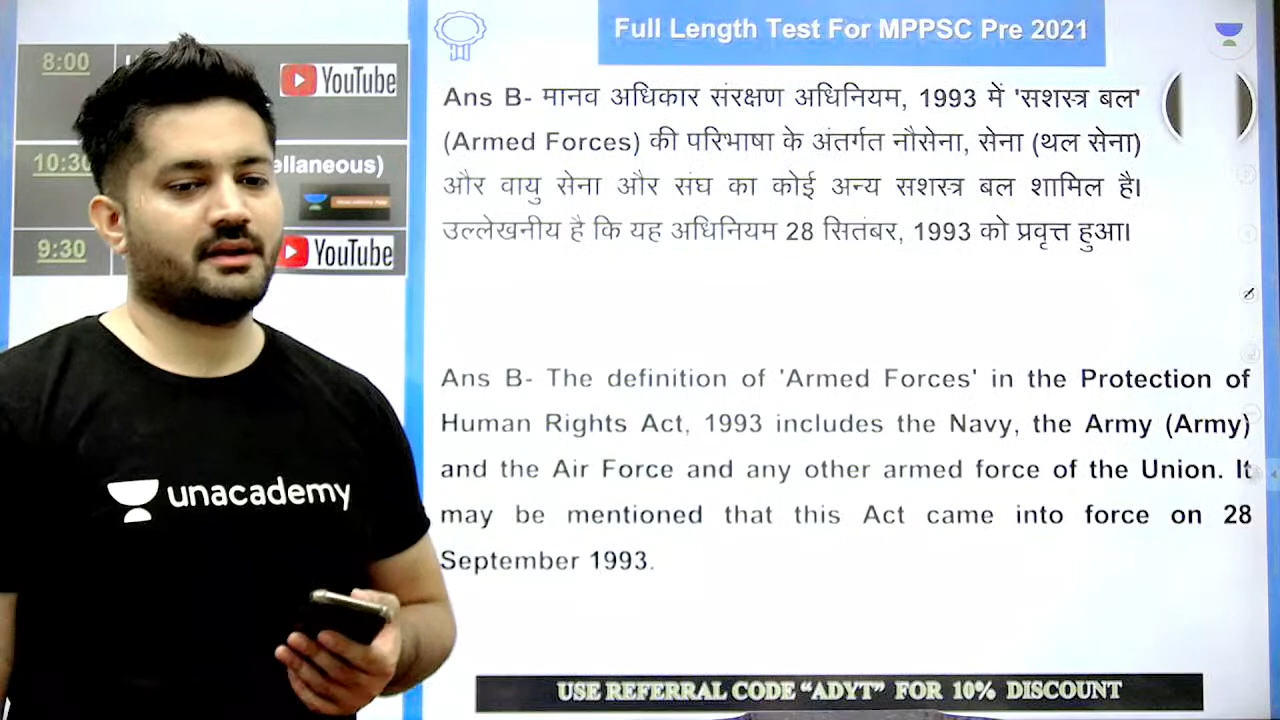 Full Length Test For MPPSC Pre 2021
8:00
YouTube
10:30
ellaneous)
9:30
YouTube
Ans B- मानव अधिकार संरक्षण अधिनियम, 1993 में 'सशस्त्र बल'
(Armed Forces) की परिभाषा के अंतर्गत नौसेना, सेना (थल सेना)
और वायु सेना और संघ का कोई अन्य सशस्त्र बल शामिल है।
उल्लेखनीय है कि यह अधिनियम 28 सितंबर, 1993 को प्रवृत्त हुआ।
Ans B- The definition of 'Armed Forces' in the Protection of
Human Rights Act, 1993 includes the Navy, the Army (Army)
and the Air Force and any other armed force of the Union. It
may be mentioned that this Act came into force on 28
September 1993.
unacademy
USE REFERRAL CODE “ADYT” FOR 10% DISCOUNT